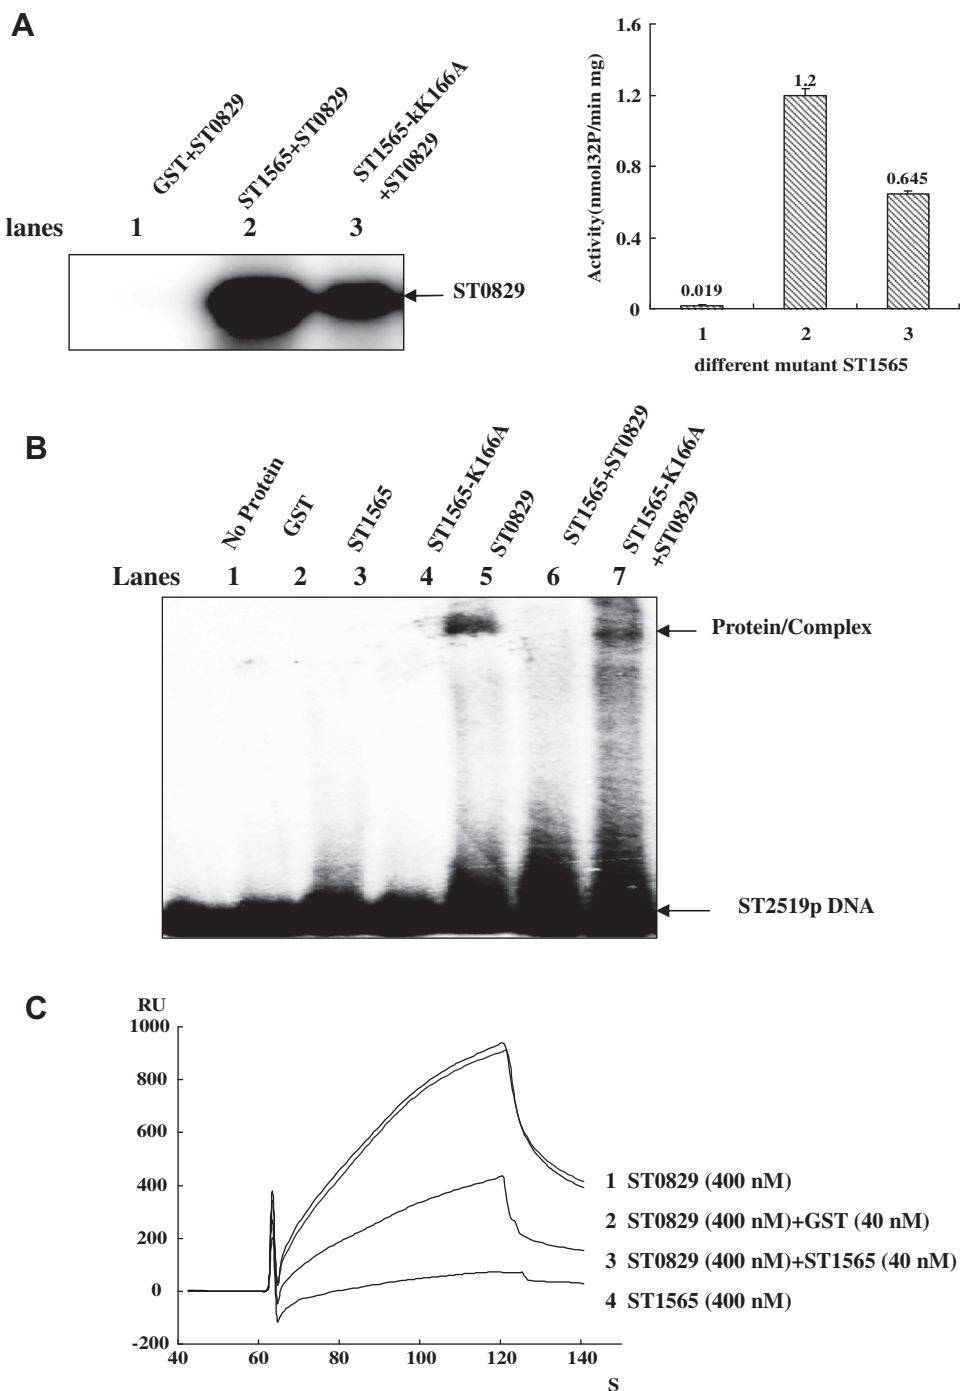 A
GST+ST0829
ST1565+ST0829
ST1565-kK166A
+ST0829
lanes 1 2 3
ST0829
1.6
1.2
0.8
0.4
0
Activity(nmol32P/min mg)
0.019
1.2
0.645
1 2 3
different mutant ST1565
B
No Protein
GST
ST1565
ST1565-K166A
ST0829
ST1565+ST0829
ST1565-K166A
+ST0829
Lanes 1 2 3 4 5 6 7
Protein/Complex
ST2519p DNA
C
RU
1000
800
600
400
200
0
-200
40 60 80 100 120 140
S
1 ST0829 (400 nM)
2 ST0829 (400 nM)+GST (40 nM)
3 ST0829 (400 nM)+ST1565 (40 nM)
4 ST1565 (400 nM)